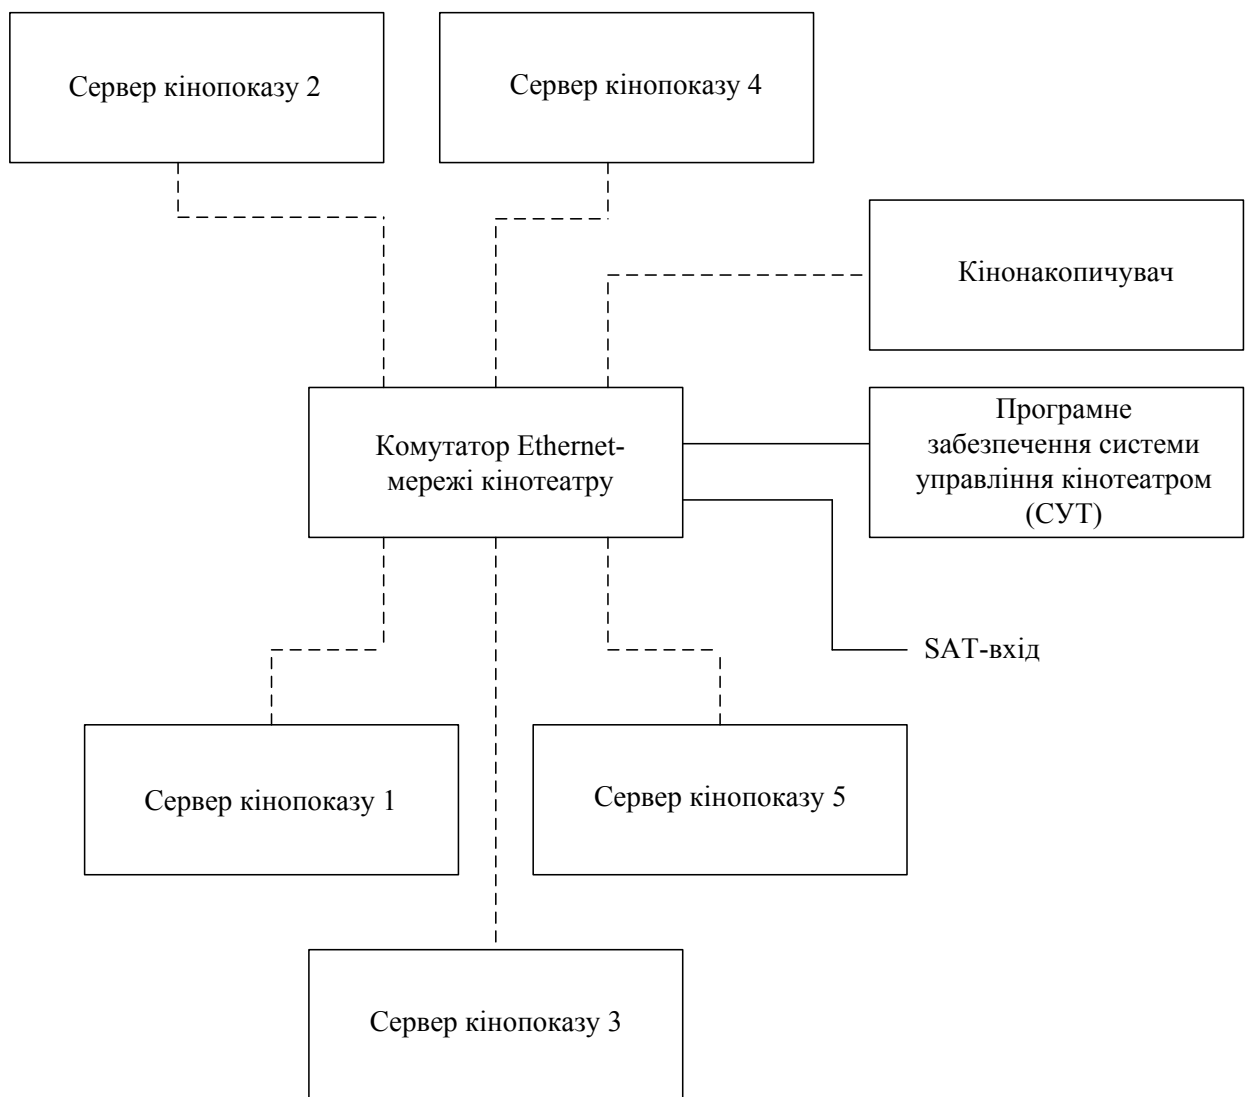 Сервер кінопоказу 2
Сервер кінопоказу 4
Кінонакопичувач
Комутатор Ethernet-
мережі кінотеатру
Програмне
забезпечення системи
управління кінотеатром
(СУТ)
SAT-вхід
Сервер кінопоказу 1
Сервер кінопоказу 5
Сервер кінопоказу 3